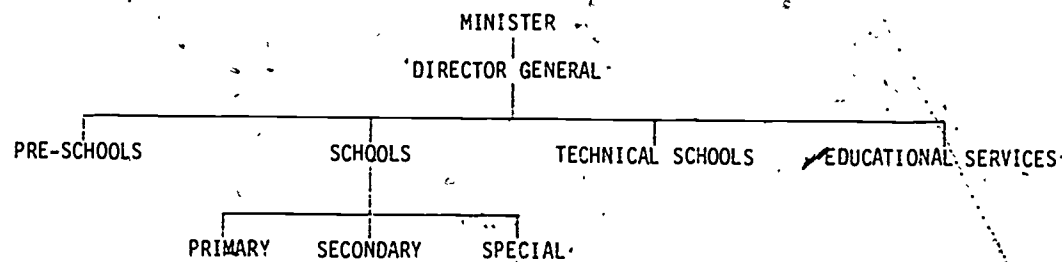 MINISTER
DIRECTOR GENERAL
PRE-SCHOOLS SCHOOLS TECHNICAL SCHOOLS EDUCATIONAL SERVICES
PRIMARY SECONDARY SPECIAL